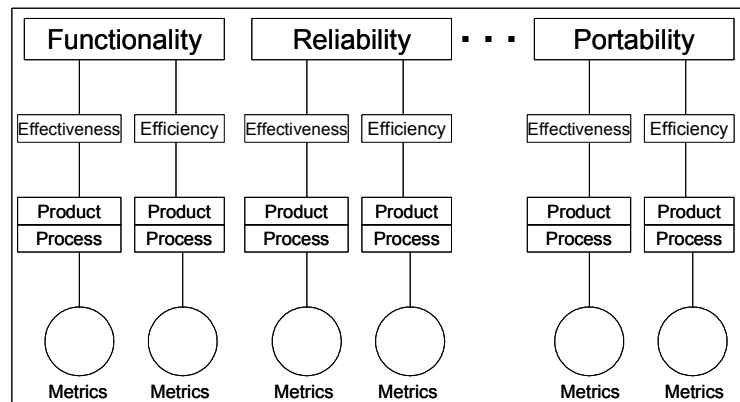 Functionality Reliability . . . Portability
Effectiveness Efficiency Effectiveness Efficiency Effectiveness Efficiency
Product Product Product Product Product Product
Process Process Process Process Process Process
Metrics Metrics Metrics Metrics Metrics Metrics